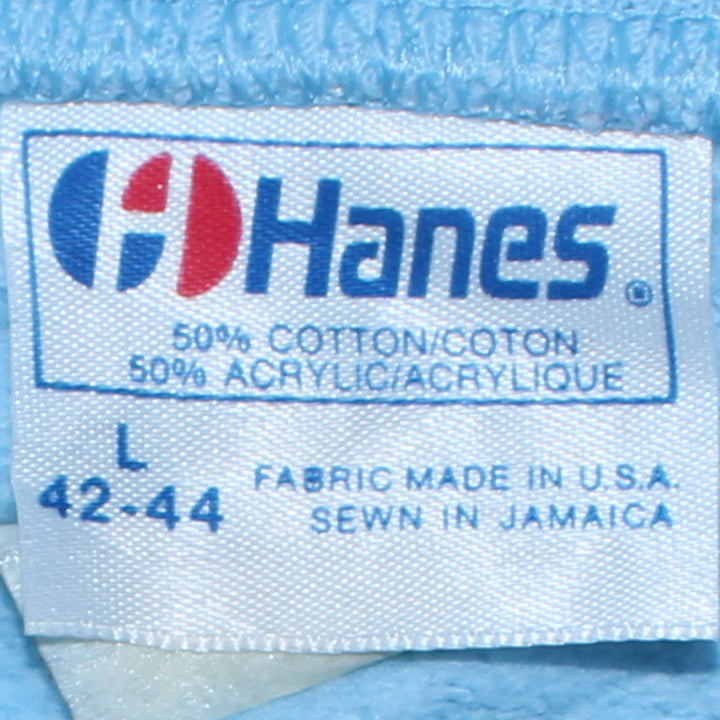 Hanes®
50% COTTON/COTON
50% ACRYLIC/ACRYLIQUE
L
42-44
FABRIC MADE IN U.S.A.
SEWN IN JAMAICA